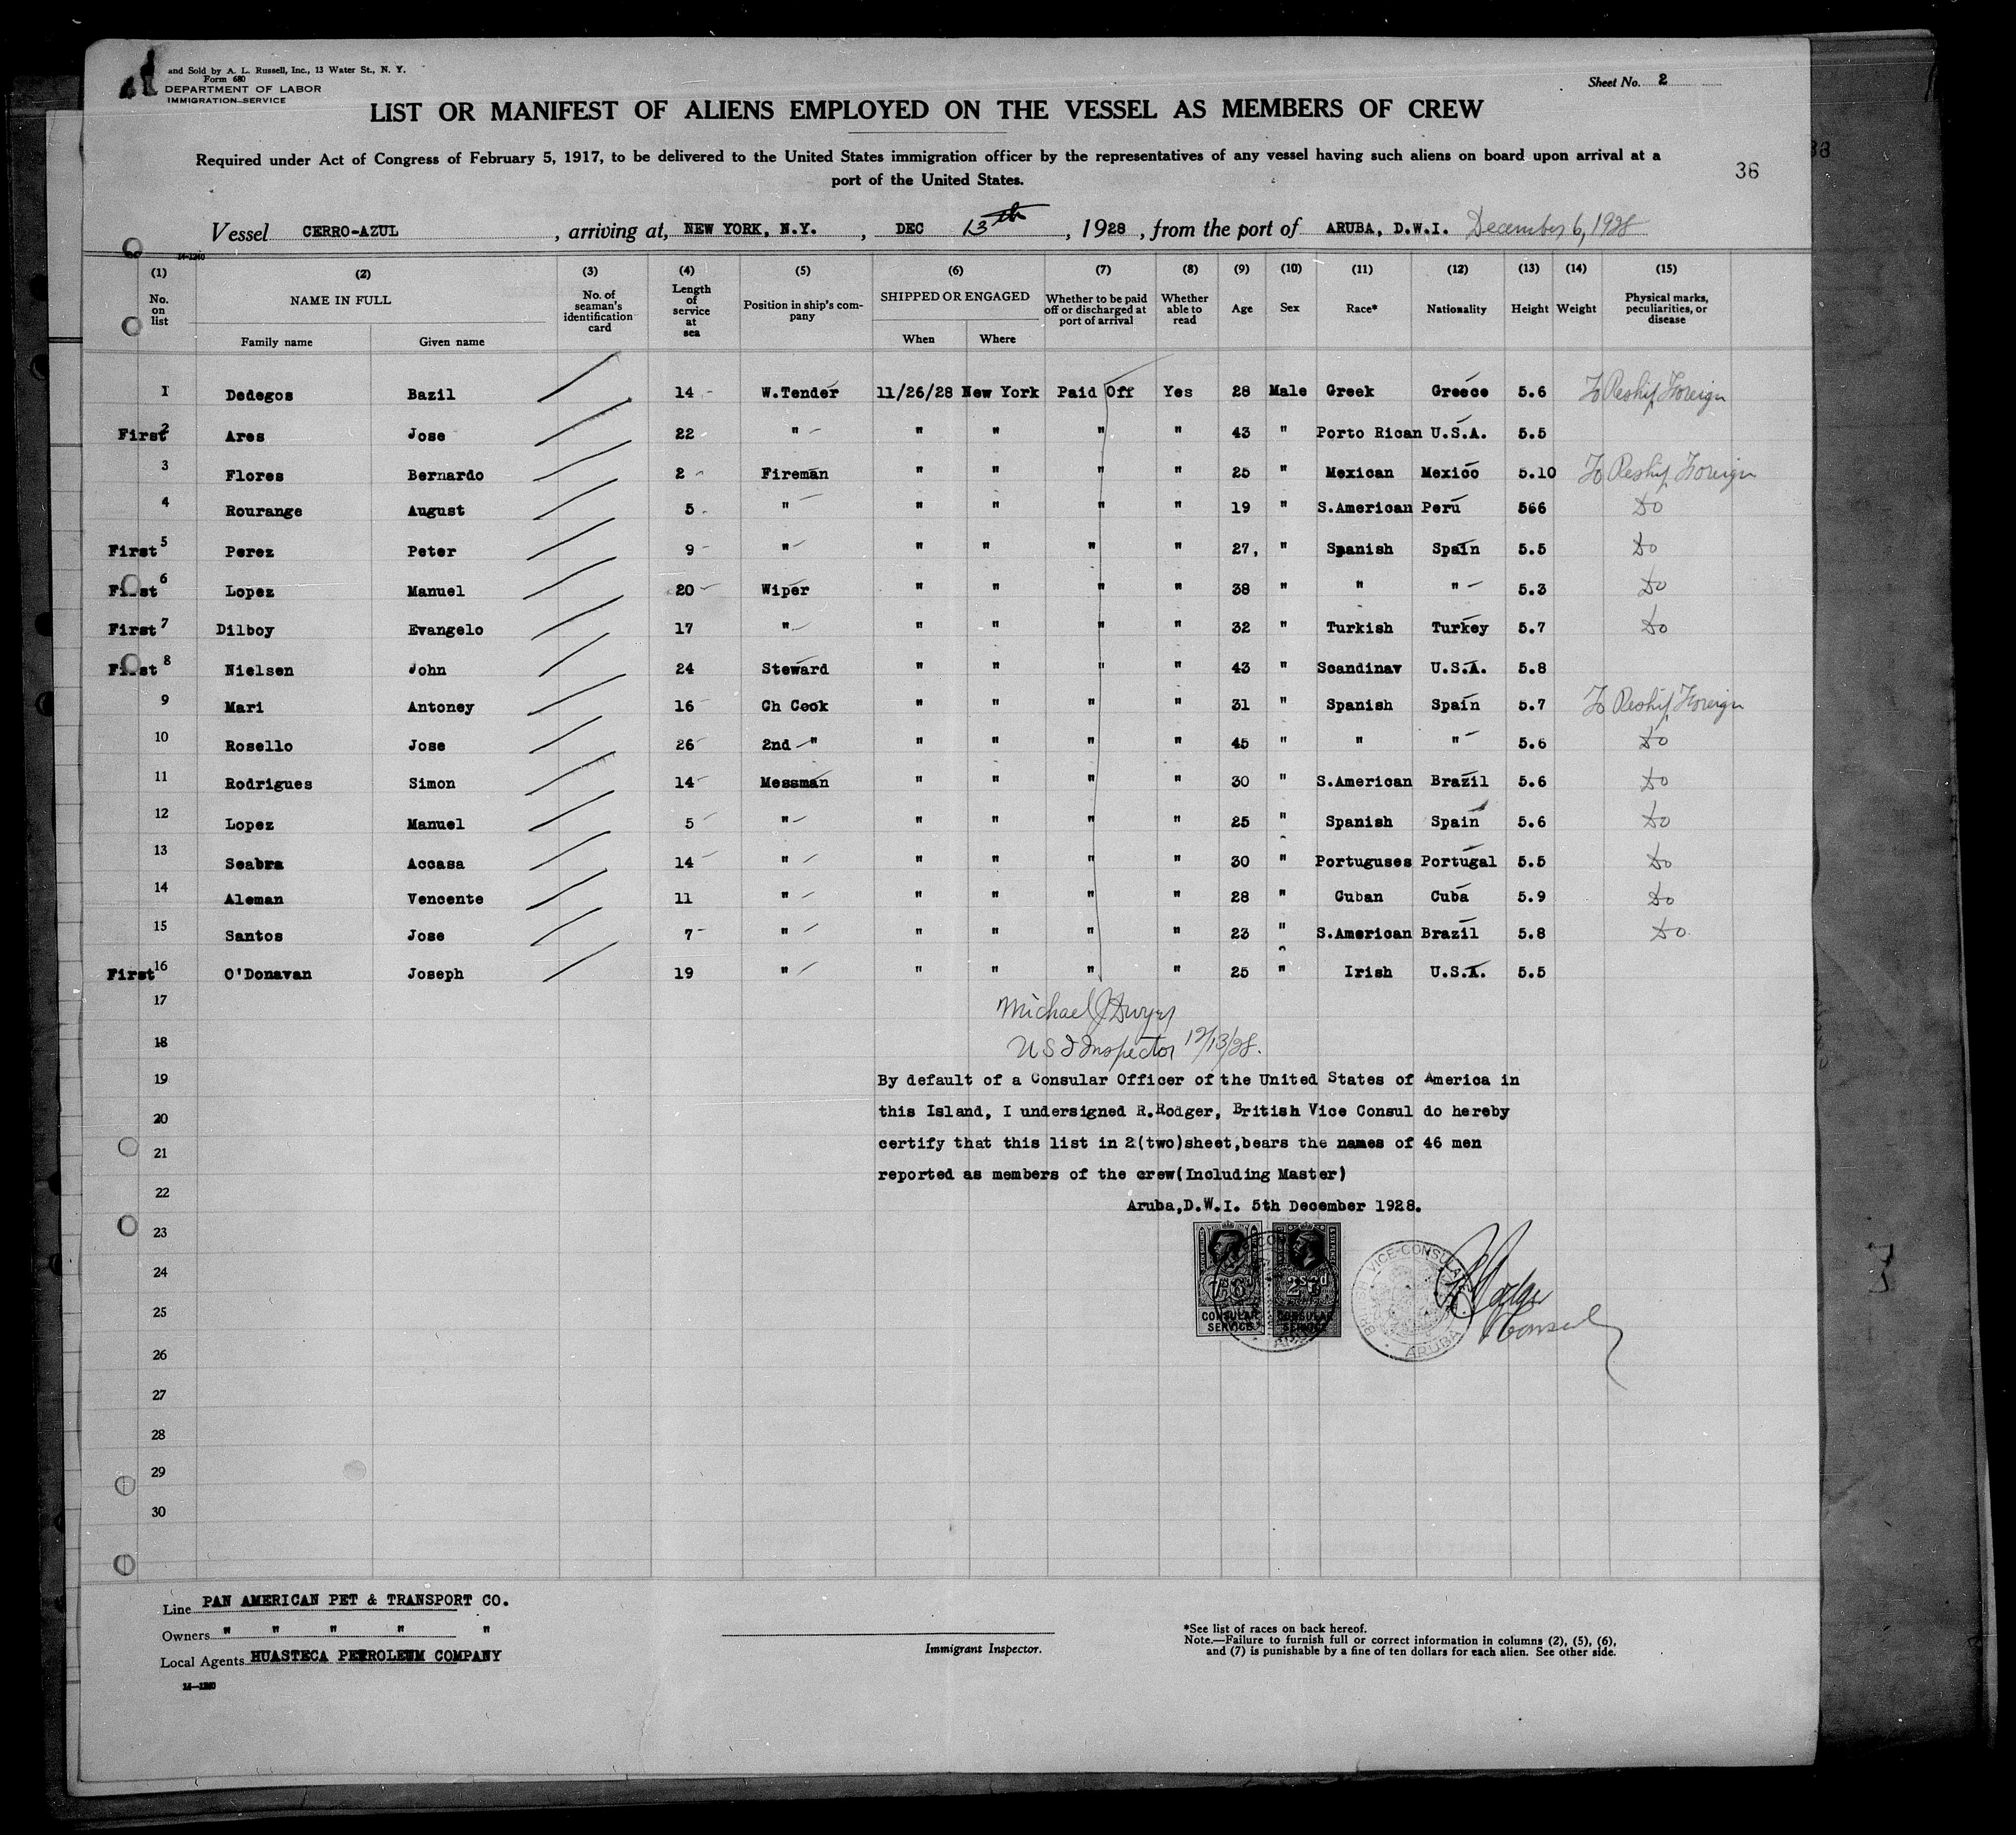 and Sold by A. L. Russell, Inc., 13 Water St., N. Y.
Form 680
DEPARTMENT OF LABOR
IMMIGRATION SERVICE
Sheet No. 2
LIST OR MANIFEST OF ALIENS EMPLOYED ON THE VESSEL AS MEMBERS OF CREW
Required under Act of Congress of February 5, 1917, to be delivered to the United States immigration officer by the representatives of any vessel having such aliens on board upon arrival at a
port of the United States.
36
Vessel CERRO-AZUL, arriving at, NEW YORK, N.Y., DEC 13th, 1928, from the port of ARUBA, D.W.I. December 6, 1928
14-1240
(1) (2) (3) (4) (5) (6) (7) (8) (9) (10) (11) (12) (13) (14) (15)
No. on list NAME IN FULL Family name Given name No. of seaman's identification card Length of service at sea Position in ship's company SHIPPED OR ENGAGED When Where Whether to be paid off or discharged at port of arrival Whether able to read Age Sex Race* Nationality Height Weight Physical marks, peculiarities, or disease
1 Dedegos Bazil 14 - W.Tender 11/26/28 New York Paid Off Yes 28 Male Greek Greece 5.6 To Reship Foreign
First 2 Ares Jose 22 " " " " " 43 " Porto Rican U.S.A. 5.5
3 Flores Bernardo 2 Fireman " " " " 25 " Mexican Mexico 5.10 To Reship Foreign
4 Rourange August 5 " " " " " 19 " S.American Peru 566 Do
First 5 Perez Peter 9 " " " " " 27, " Spanish Spain 5.5 Do
First 6 Lopez Manuel 20 Wiper " " " " 38 " " " 5.3 Do
First 7 Dilboy Evangelo 17 " " " " " 32 " Turkish Turkey 5.7 Do
First 8 Nielsen John 24 Steward " " " " 43 " Scandinav U.S.A. 5.8
9 Mari Antoney 16 Ch Cook " " " " 31 " Spanish Spain 5.7 To Reship Foreign
10 Rosello Jose 26 2nd " " " " " 45 " " " 5.6 Do
11 Rodrigues Simon 14 Messman " " " " 30 " S.American Brazil 5.6 Do
12 Lopez Manuel 5 " " " " " 25 " Spanish Spain 5.6 Do
13 Seabra Accasa 14 " " " " " 30 " Portuguses Portugal 5.5 Do
14 Aleman Vencente 11 " " " " " 28 " Cuban Cuba 5.9 Do
15 Santos Jose 7 " " " " " 23 " S.American Brazil 5.8 Do
First 16 O'Donavan Joseph 19 " " " " " 25 " Irish U.S.A. 5.5
17 Michael J Dwyer
18 U S I Inspector 12/13/28.
19 By default of a Consular Officer of the United States of America in
20 this Island, I undersigned R.Rodger, British Vice Consul do hereby
21 certify that this list in 2(two)sheet,bears the names of 46 men
reported as members of the crew(Including Master)
22 Aruba,D.W.I. 5th December 1928.
23
24
25
26
27
28
29
30
7s6d CONSULAR SERVICE
2s6d CONSULAR SERVICE
BRITISH VICE-CONSULATE ARUBA
R Rodger
V Consul
Line PAN AMERICAN PET & TRANSPORT CO.
Owners " " " " "
Local Agents HUASTECA PETROLEUM COMPANY
14-1240
Immigrant Inspector.
*See list of races on back hereof.
Note.—Failure to furnish full or correct information in columns (2), (5), (6),
and (7) is punishable by a fine of ten dollars for each alien. See other side.